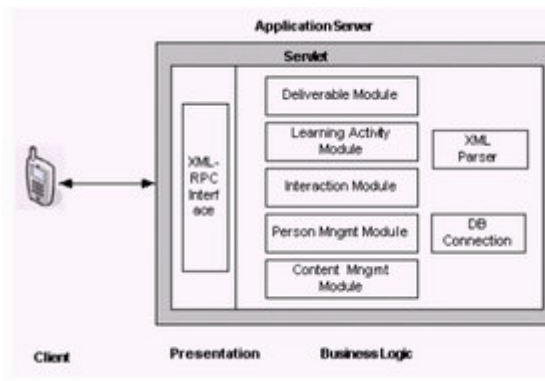 Application Server
Servlet
XML-
RPC
Interf
ace
Deliverable Module
Learning Activity
Module
Interaction Module
Person Mngmt Module
Content Mngmt
Module
XML
Parser
DB
Connection
Client
Presentation
Business Logic